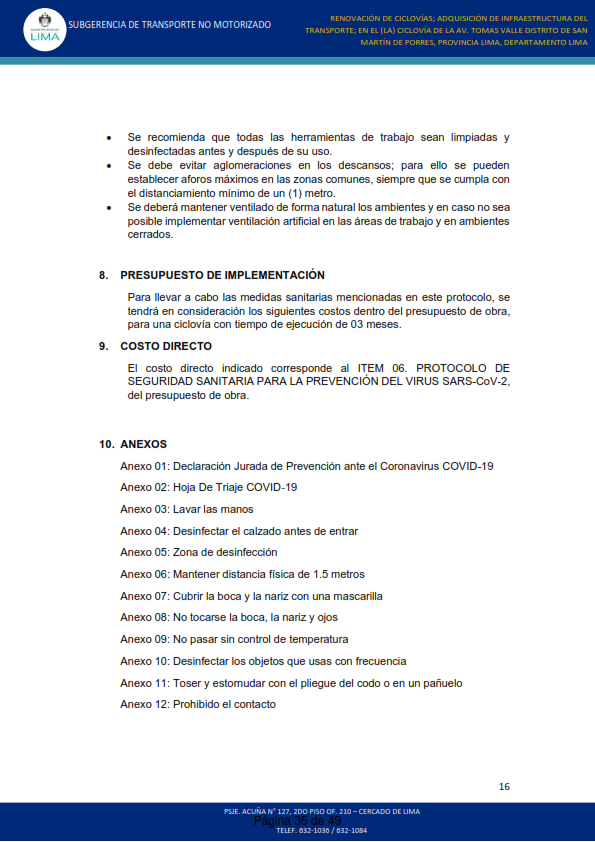 SUBGERENCIA DE TRANSPORTE NO MOTORIZADO
RENOVACIÓN DE CICLOVÍAS; ADQUISICIÓN DE INFRAESTRUCTURA DEL
TRANSPORTE; EN EL (LA) CICLOVÍA DE LA AV. TOMAS VALLE DISTRITO DE SAN
MARTÍN DE PORRES, PROVINCIA LIMA, DEPARTAMENTO LIMA
LIMA
• Se recomienda que todas las herramientas de trabajo sean limpiadas y
desinfectadas antes y después de su uso.
• Se debe evitar aglomeraciones en los descansos; para ello se pueden
establecer aforos máximos en las zonas comunes, siempre que se cumpla con
el distanciamiento mínimo de un (1) metro.
• Se deberá mantener ventilado de forma natural los ambientes y en caso no sea
posible implementar ventilación artificial en las áreas de trabajo y en ambientes
cerrados.
8. PRESUPUESTO DE IMPLEMENTACIÓN
Para llevar a cabo las medidas sanitarias mencionadas en este protocolo, se
tendrá en consideración los siguientes costos dentro del presupuesto de obra,
para una ciclovía con tiempo de ejecución de 03 meses.
9. COSTO DIRECTO
El costo directo indicado corresponde al ITEM 06. PROTOCOLO DE
SEGURIDAD SANITARIA PARA LA PREVENCIÓN DEL VIRUS SARS-CoV-2,
del presupuesto de obra.
10. ANEXOS
Anexo 01: Declaración Jurada de Prevención ante el Coronavirus COVID-19
Anexo 02: Hoja De Triaje COVID-19
Anexo 03: Lavar las manos
Anexo 04: Desinfectar el calzado antes de entrar
Anexo 05: Zona de desinfección
Anexo 06: Mantener distancia física de 1.5 metros
Anexo 07: Cubrir la boca y la nariz con una mascarilla
Anexo 08: No tocarse la boca, la nariz y ojos
Anexo 09: No pasar sin control de temperatura
Anexo 10: Desinfectar los objetos que usas con frecuencia
Anexo 11: Toser y estornudar con el pliegue del codo o en un pañuelo
Anexo 12: Prohibido el contacto
16
PSJE. ACUÑA N° 127, 2DO PISO OF. 210 – CERCADO DE LIMA
Página 35 de 49
TELEF. 632-1036 / 632-1084